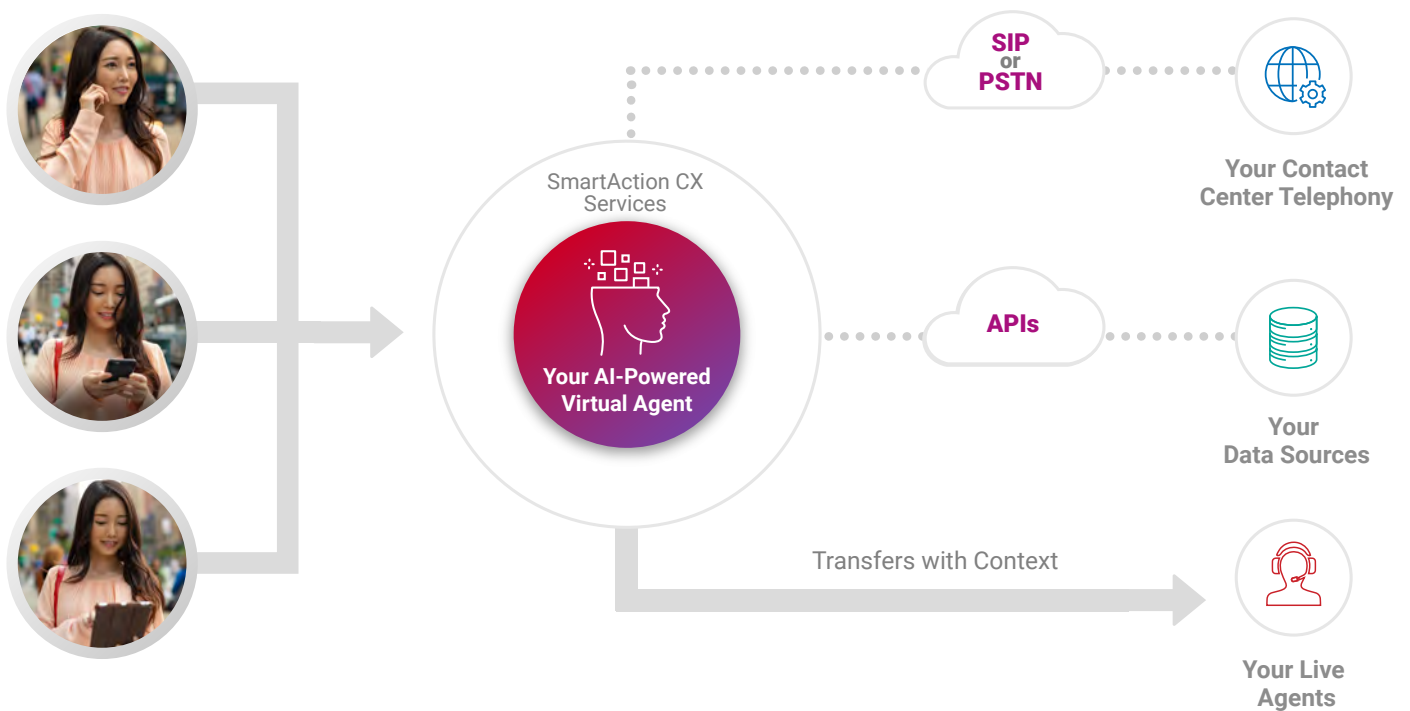 SIP
or
PSTN
Your Contact
Center Telephony
SmartAction CX
Services
Your AI-Powered
Virtual Agent
APIs
Your
Data Sources
Transfers with Context
Your Live
Agents